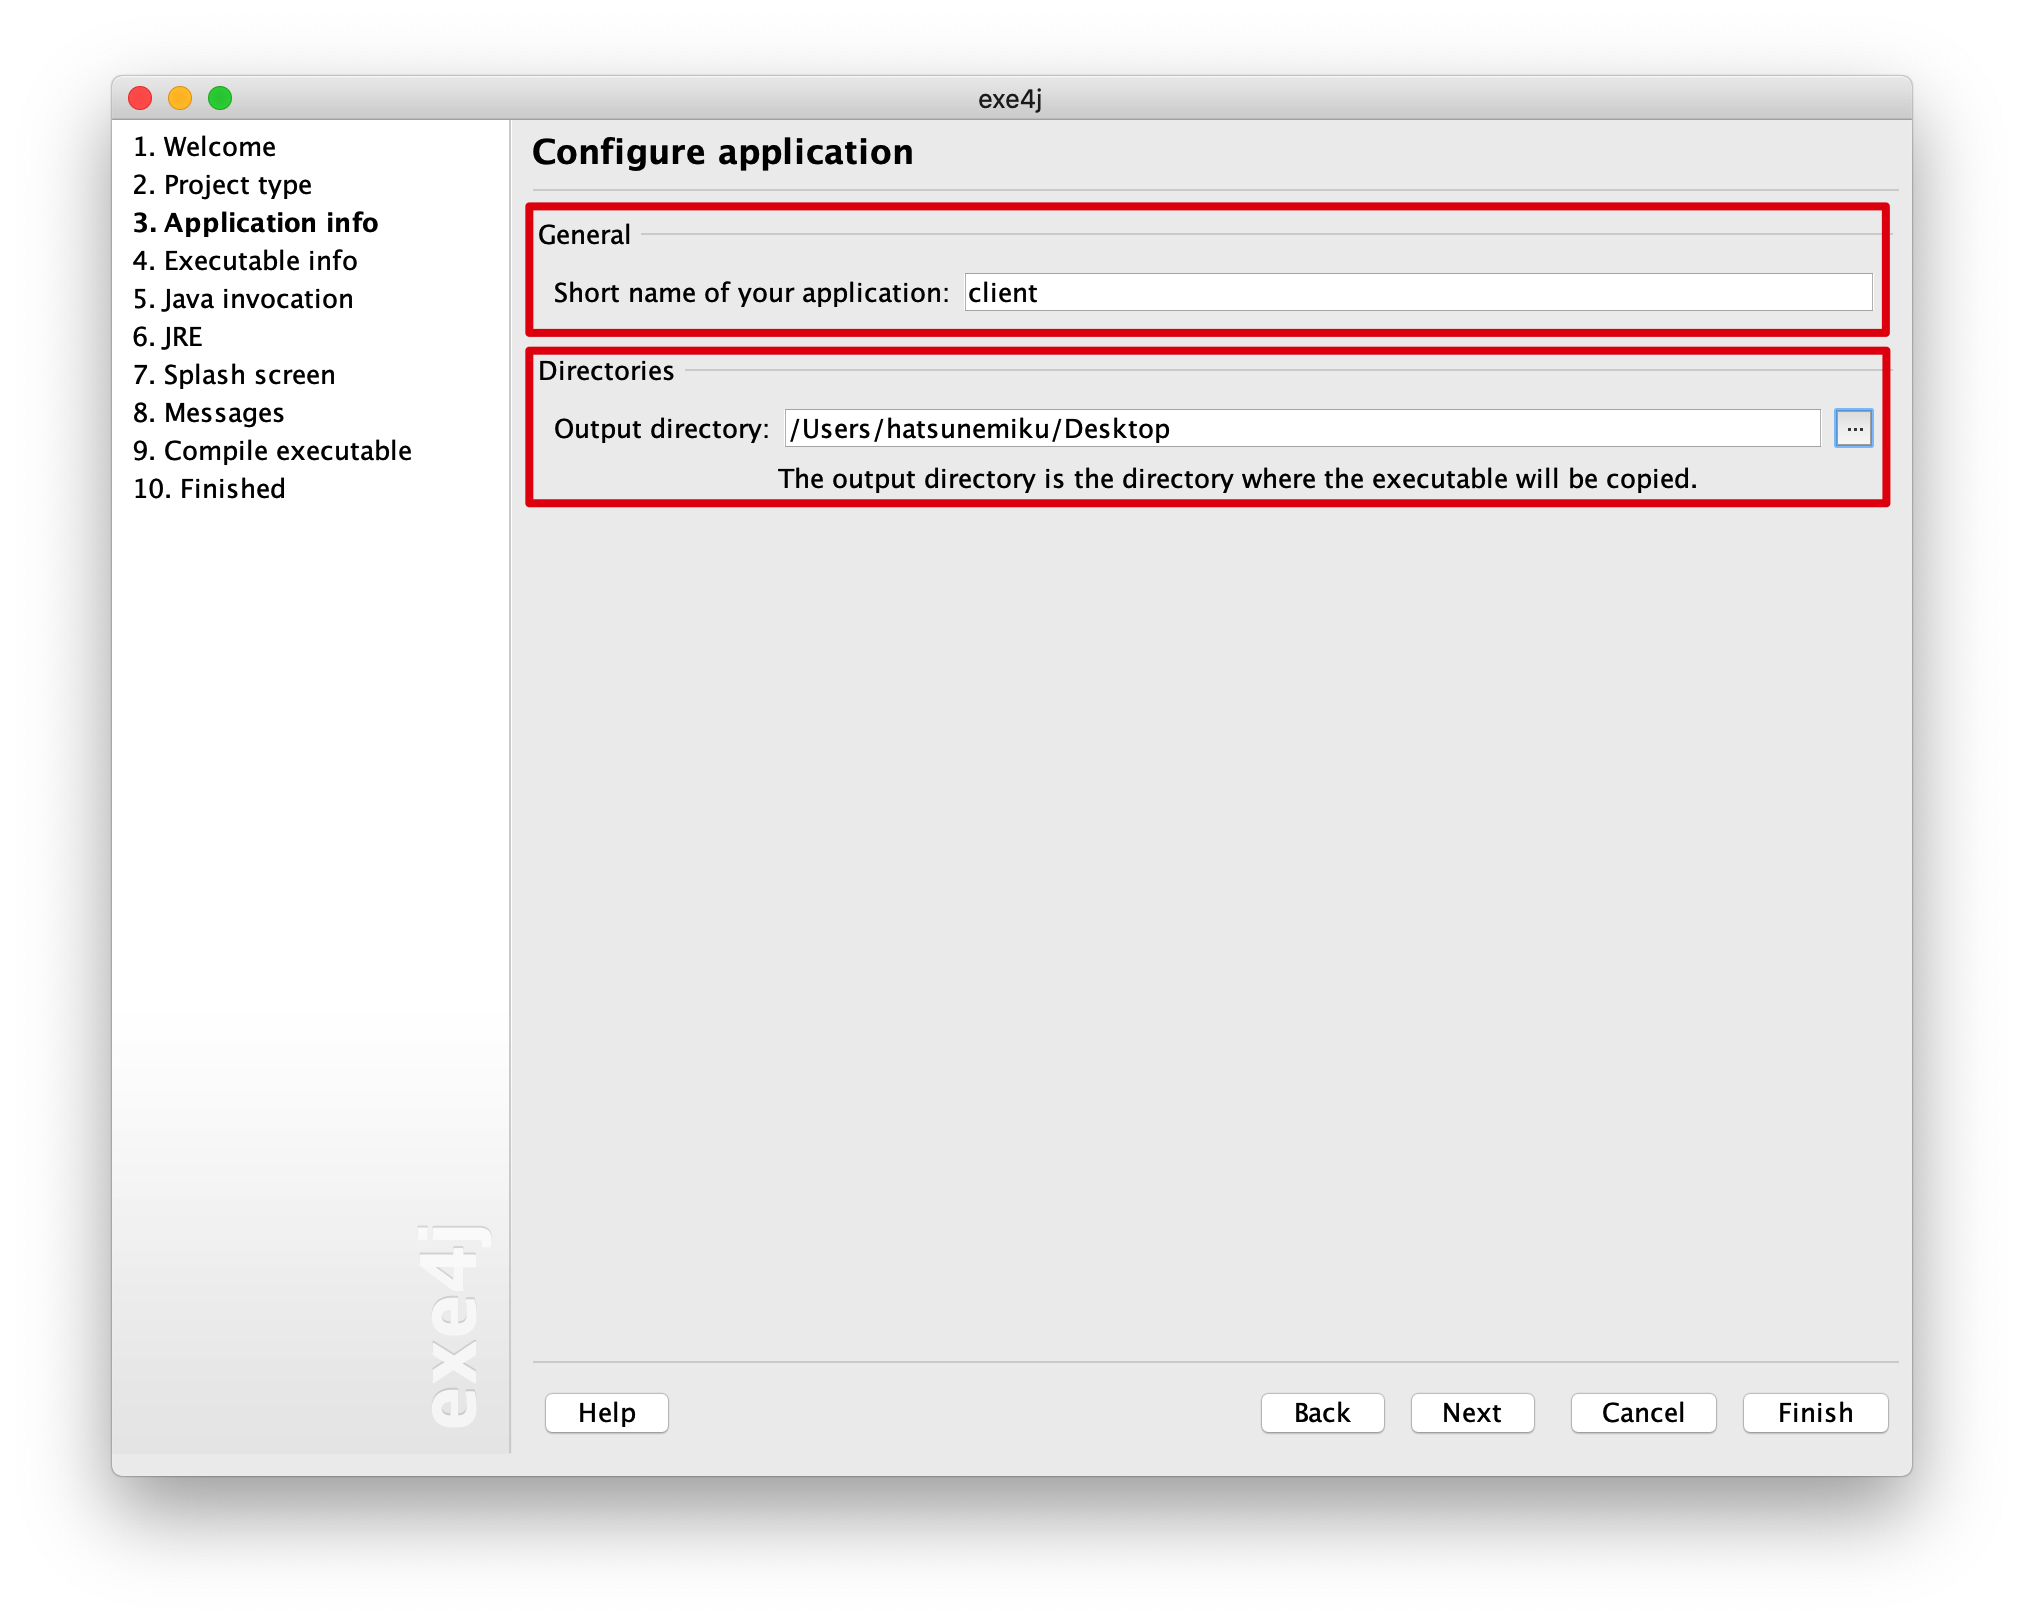 exe4j
1. Welcome
2. Project type
3. Application info
4. Executable info
5. Java invocation
6. JRE
7. Splash screen
8. Messages
9. Compile executable
10. Finished
exe4j
Configure application
General
Short name of your application: client
Directories
Output directory: /Users/hatsunemiku/Desktop ...
The output directory is the directory where the executable will be copied.
Help Back Next Cancel Finish